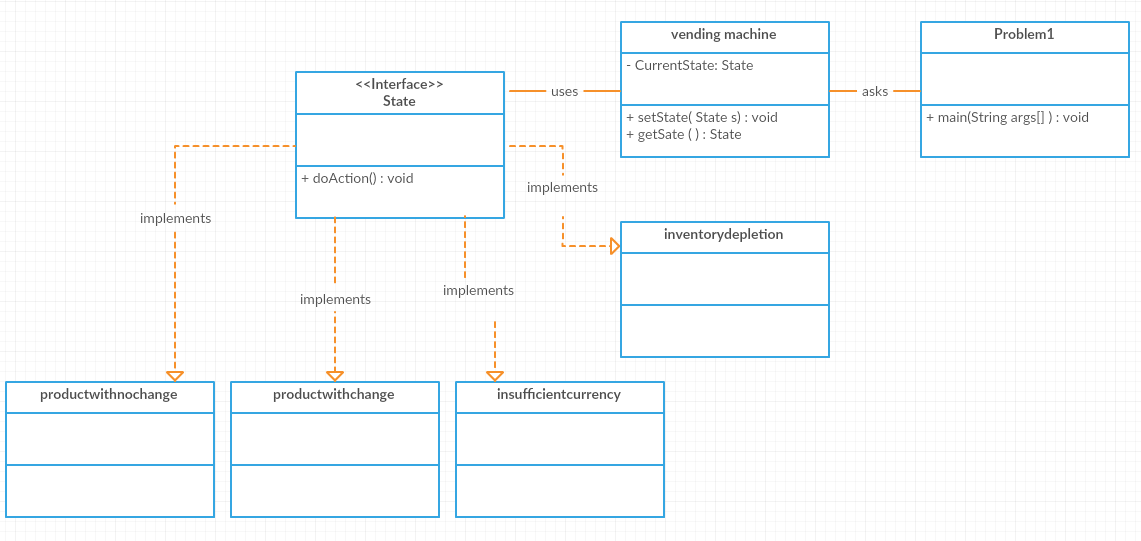 vending machine
- CurrentState: State
+ setState( State s) : void
+ getSate ( ) : State
Problem1
+ main(String args[] ) : void
<<Interface>>
State
+ doAction() : void
uses
asks
implements
implements
implements
implements
inventorydepletion
productwithnochange
productwithchange
insufficientcurrency